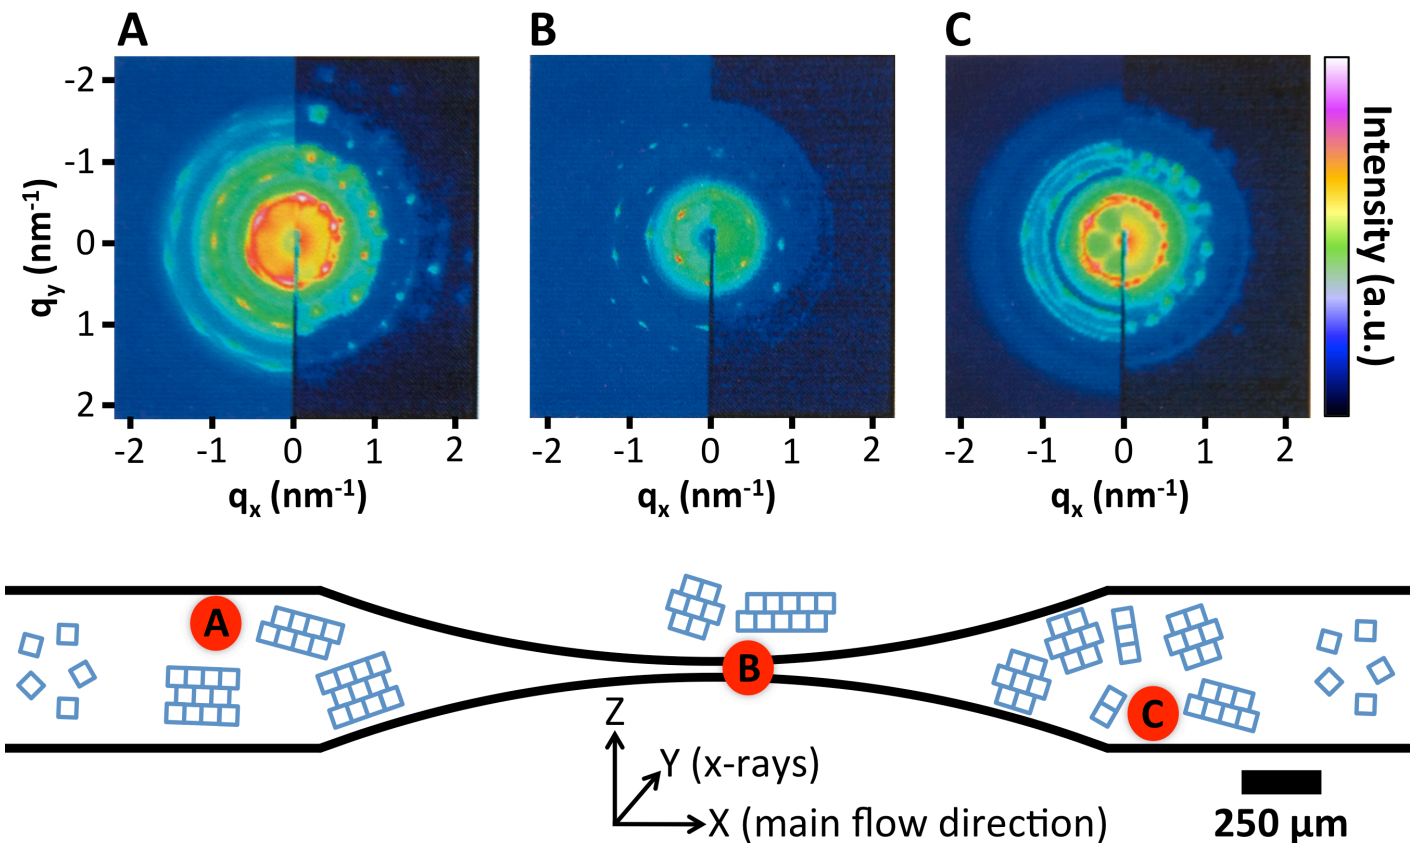 A B C
-2
-1
0
1
2
qy (nm-1)
-2 -1 0 1 2
-2 -1 0 1 2
-2 -1 0 1 2
qx (nm-1)
qx (nm-1)
qx (nm-1)
Intensity (a.u.)
A
B
C
Z
Y (x-rays)
X (main flow direction)
250 μm